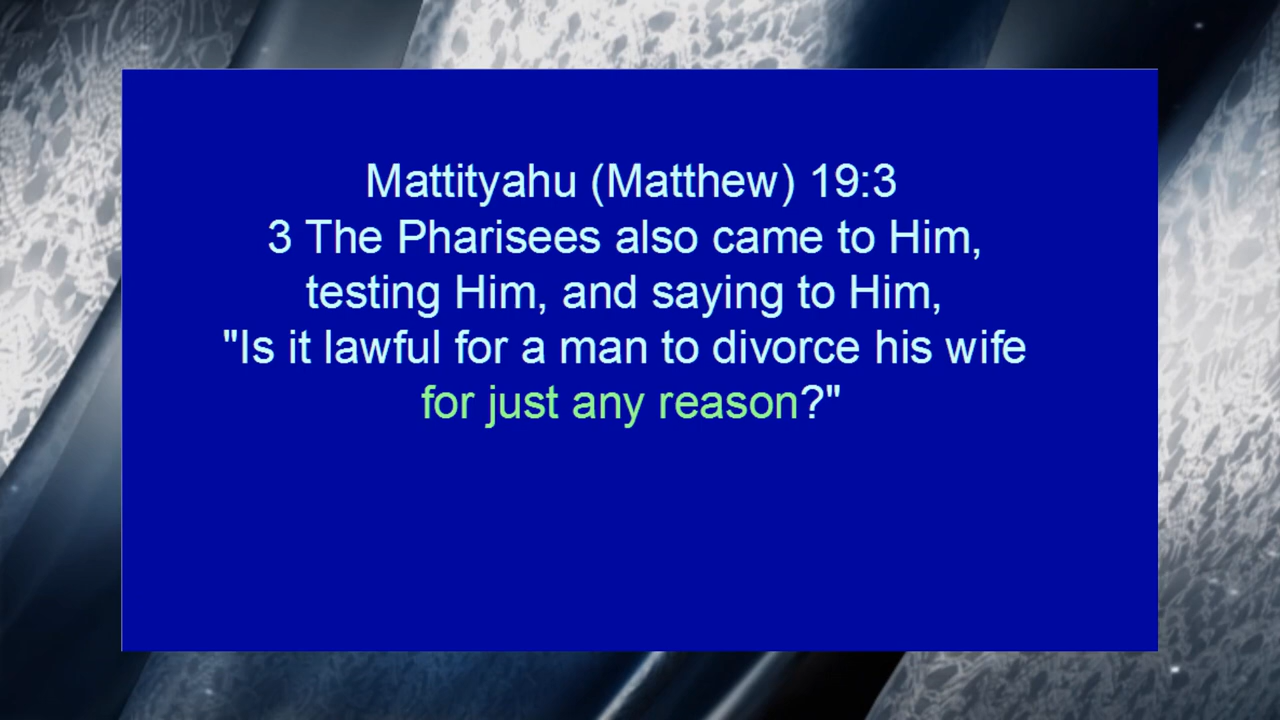 Mattityahu (Matthew) 19:3
3 The Pharisees also came to Him,
testing Him, and saying to Him,
"Is it lawful for a man to divorce his wife
for just any reason?"